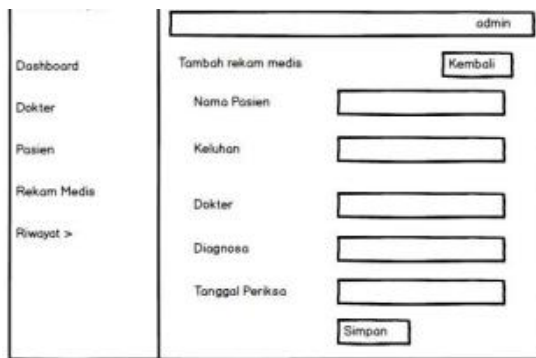 admin
Dashboard
Dokter
Pasien
Rekam Medis
Riwayat >
Tambah rekam medis
Kembali
Nama Pasien
Keluhan
Dokter
Diagnosa
Tanggal Periksa
Simpan